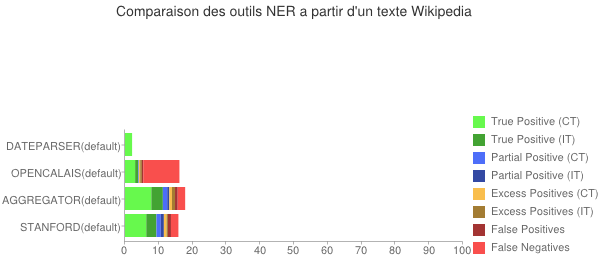 Comparaison des outils NER a partir d'un texte Wikipedia
DATEPARSER(default)
OPENCALAIS(default)
AGGREGATOR(default)
STANFORD(default)
0 10 20 30 40 50 60 70 80 90 100
True Positive (CT)
True Positive (IT)
Partial Positive (CT)
Partial Positive (IT)
Excess Positives (CT)
Excess Positives (IT)
False Positives
False Negatives